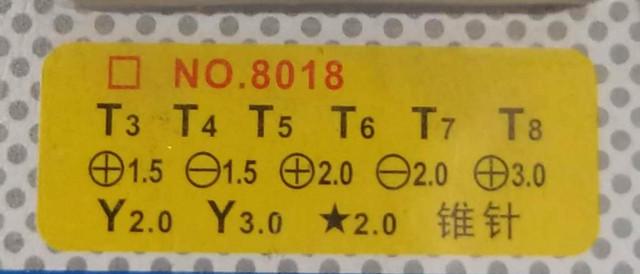 □ NO.8018
T3 T4 T5 T6 T7 T8
⊕1.5 ⊖1.5 ⊕2.0 ⊖2.0 ⊕3.0
Y2.0 Y3.0 ★2.0 锥针